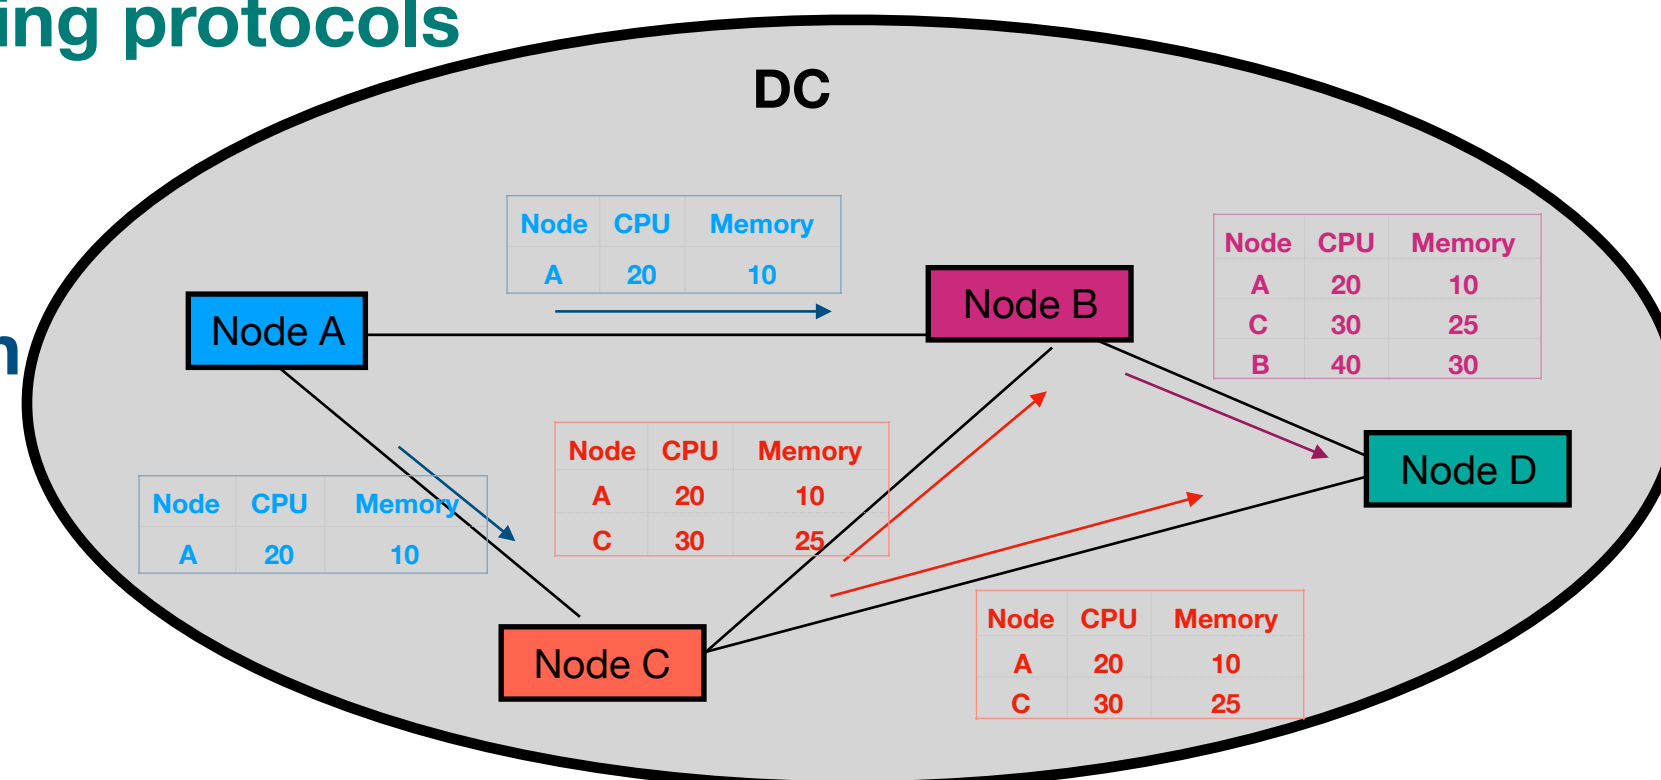 ing protocols
DC
Node CPU Memory
A 20 10
Node CPU Memory
A 20 10
C 30 25
B 40 30
Node B
Node A
n
Node CPU Memory
A 20 10
C 30 25
Node D
Node CPU Memory
A 20 10
Node CPU Memory
A 20 10
C 30 25
Node C